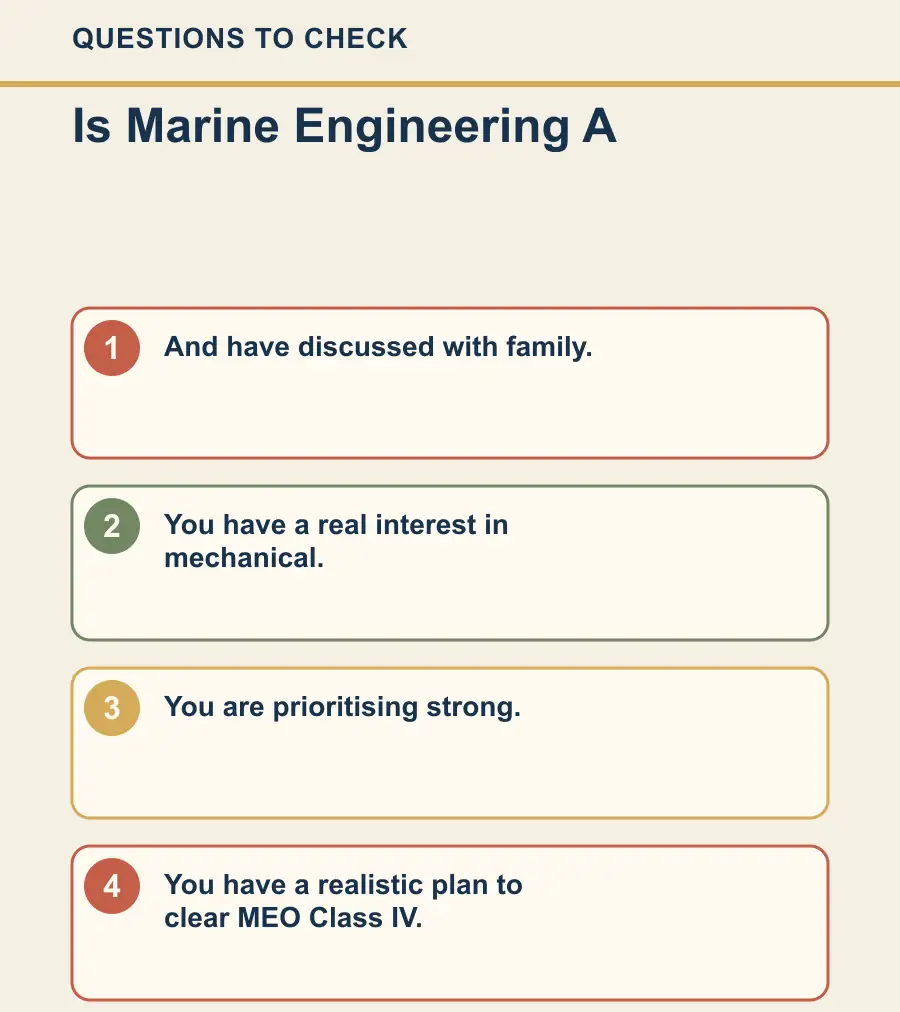 QUESTIONS TO CHECK
Is Marine Engineering A
1
And have discussed with family.
2
You have a real interest in
mechanical.
3
You are prioritising strong.
4
You have a realistic plan to
clear MEO Class IV.